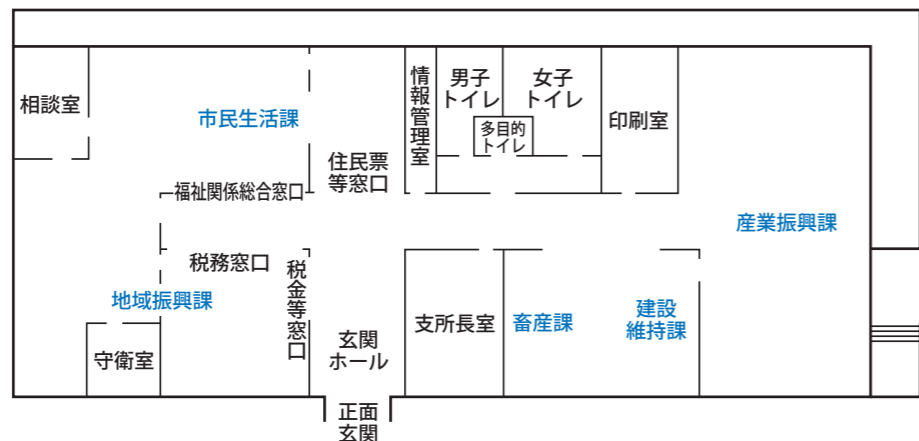 相談室
市民生活課
情報管理室
男子
トイレ
女子
トイレ
多目的
トイレ
印刷室
住民票
等窓口
福祉関係総合窓口
産業振興課
税務窓口
税金等窓口
地域振興課
守衛室
玄関
ホール
支所長室
畜産課
建設
維持課
正面
玄関